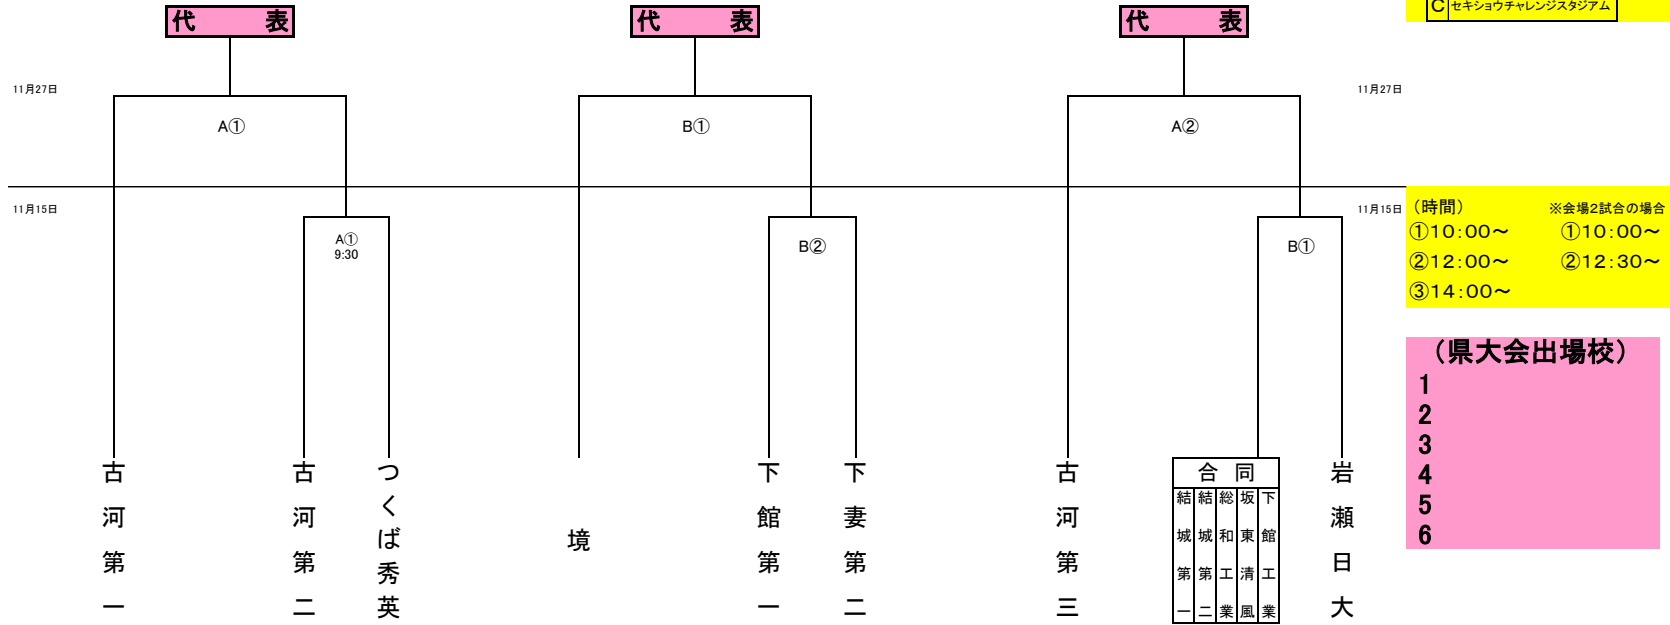 代表 代表 代表
C セキショウチャレンジスタジアム
11月27日 11月27日
A① B① A②
11月15日 11月15日
A①
9:30
B② B①
（時間） ※会場2試合の場合
①10:00～ ①10:00～
②12:00～ ②12:30～
③14:00～
（県大会出場校）
1
2
3
4
5
6
古河第一
古河第二
つくば秀英
境
下館第一
下妻第二
古河第三
合同
結城第一
結城第二
総和工業
坂東清風
下館工業
岩瀬日大